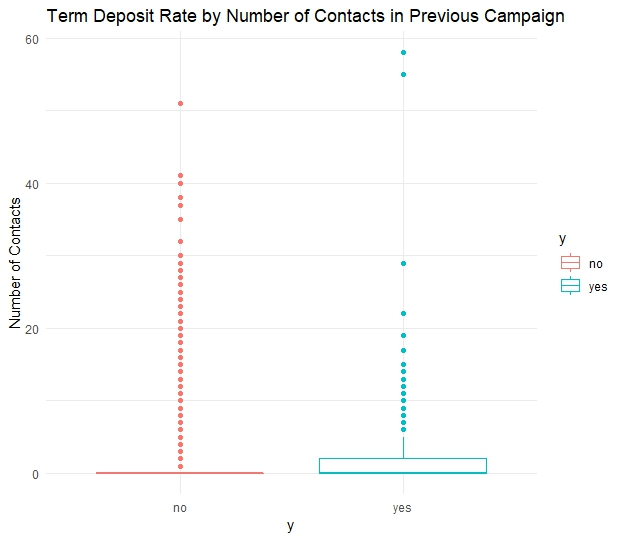 Term Deposit Rate by Number of Contacts in Previous Campaign
60
40
20
0
Number of Contacts
no
yes
y
y
no
yes